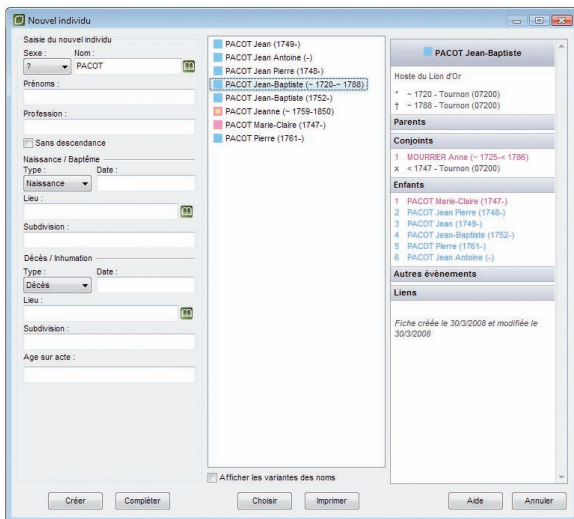 Nouvel individu
Saisie du nouvel individu
Sexe : Nom :
? PACOT
Prénoms :
Profession :
Sans descendance
Naissance / Baptême
Type : Date :
Naissance
Lieu :
Subdivision :
Décès / Inhumation
Type : Date :
Décès
Lieu :
Subdivision :
Age sur acte :
Créer Compléter
PACOT Jean (1749-)
PACOT Jean Antoine (-)
PACOT Jean Pierre (1748-)
PACOT Jean-Baptiste (~ 1720-~ 1788)
PACOT Jean-Baptiste (1752-)
PACOT Jeanne (~ 1759-1850)
PACOT Marie-Claire (1747-)
PACOT Pierre (1761-)
Afficher les variantes des noms
Choisir Imprimer
PACOT Jean-Baptiste
Hoste du Lion d'Or
* ~ 1720 - Tournon (07200)
† ~ 1788 - Tournon (07200)
Parents
Conjoints
1 MOURRIER Anne (~ 1725-< 1786)
x < 1747 - Tournon (07200)
Enfants
1 PACOT Marie-Claire (1747-)
2 PACOT Jean Pierre (1748-)
3 PACOT Jean (1749-)
4 PACOT Jean-Baptiste (1752-)
5 PACOT Pierre (1761-)
6 PACOT Jean Antoine (-)
Autres évènements
Liens
Fiche créée le 30/3/2008 et modifiée le
30/3/2008
Aide Annuler